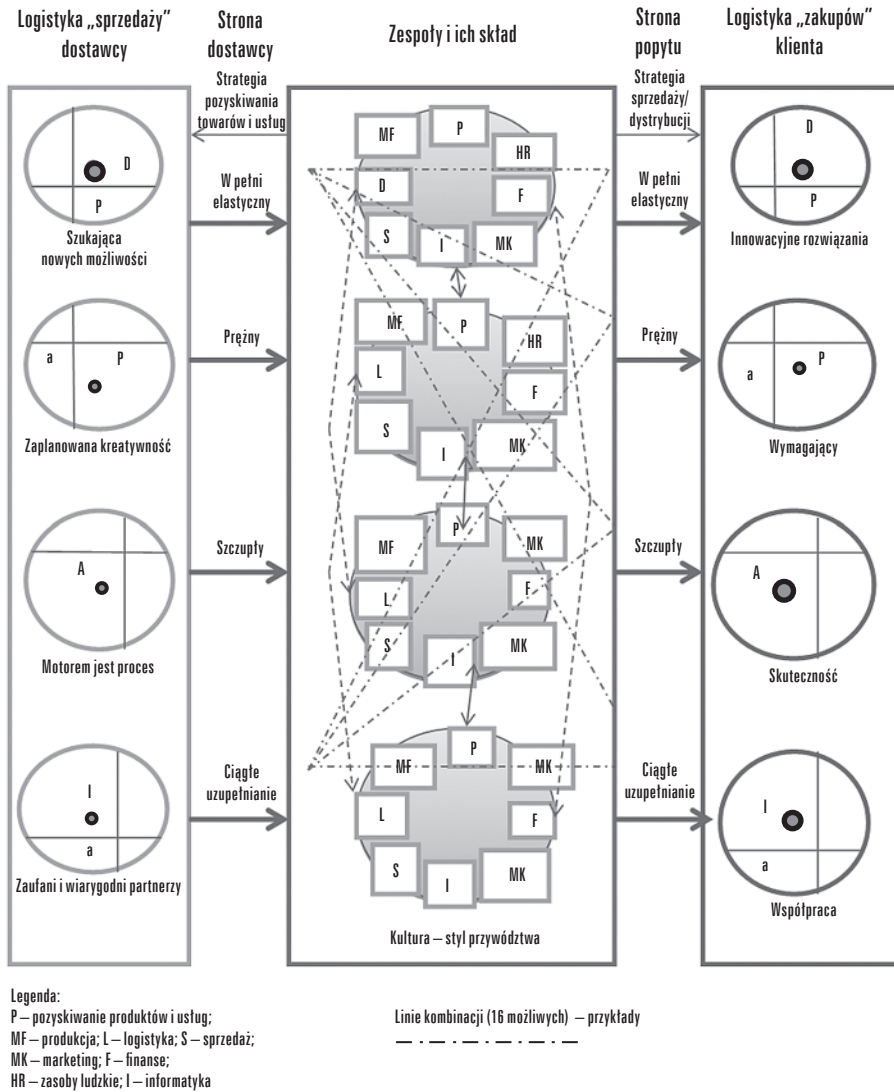 Logistyka „sprzedaży”
dostawcy
Strona
dostawcy
Zespoły i ich skład
Strona
popytu
Logistyka „zakupów”
klienta
Strategia
pozyskiwania
towarów i usług
Strategia
sprzedaży/
dystrybucji
D
P
Szukająca
nowych możliwości
W pełni
elastyczny
MF
P
HR
D
F
S
I
MK
W pełni
elastyczny
D
P
Innowacyjne rozwiązania
a
P
Zaplanowana kreatywność
Prężny
MF
P
HR
L
F
S
I
MK
Prężny
a
P
Wymagający
A
Motorem jest proces
Szczupły
MF
P
MK
L
F
S
I
MK
Szczupły
A
Skuteczność
I
a
Zaufani i wiarygodni partnerzy
Ciągłe
uzupełnianie
MF
P
MK
L
F
S
I
MK
Kultura – styl przywództwa
Ciągłe
uzupełnianie
I
a
Współpraca
Legenda:
P – pozyskiwanie produktów i usług;
MF – produkcja; L – logistyka; S – sprzedaż;
MK – marketing; F – finanse;
HR – zasoby ludzkie; I – informatyka
Linie kombinacji (16 możliwych) – przykłady